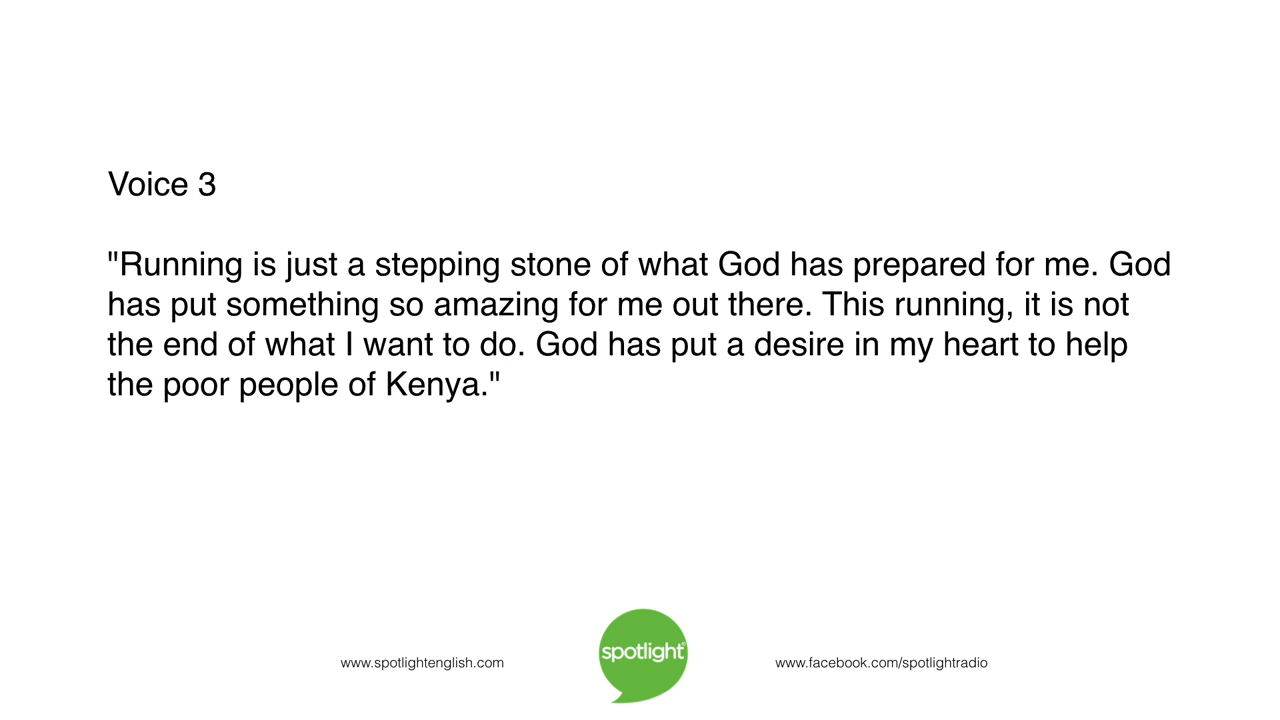 Voice 3
"Running is just a stepping stone of what God has prepared for me. God
has put something so amazing for me out there. This running, it is not
the end of what I want to do. God has put a desire in my heart to help
the poor people of Kenya."
www.spotlightenglish.com
spotlight®
www.facebook.com/spotlightradio